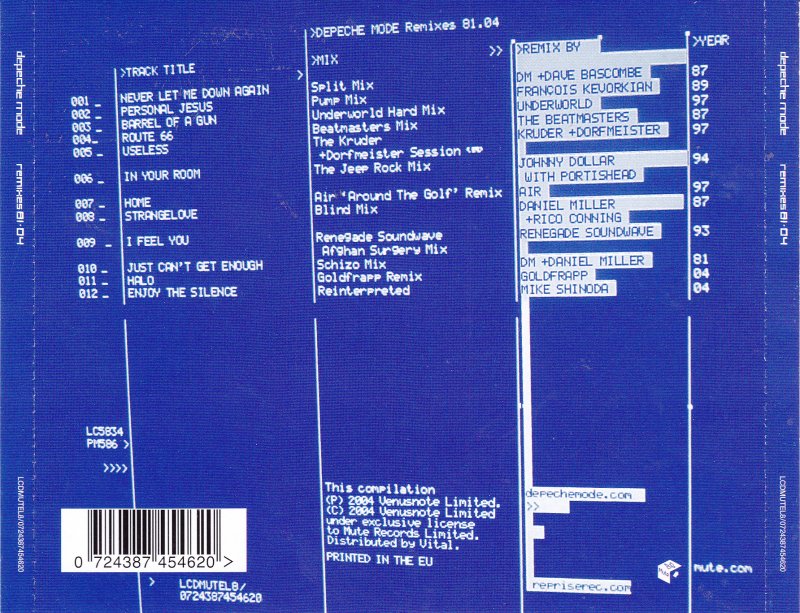 >DEPECHE MODE Remixes 81.04
>TRACK TITLE > >MIX >> >REMIX BY >YEAR
001 _ NEVER LET ME DOWN AGAIN Split Mix DM +DAVE BASCOMBE 87
002 _ PERSONAL JESUS Pump Mix FRANCOIS KEVORKIAN 89
003 _ BARREL OF A GUN Underworld Hard Mix UNDERWORLD 97
004_ ROUTE 66 Beatmasters Mix THE BEATMASTERS 87
005 _ USELESS The Kruder KRUDER +DORFMEISTER 97
+Dorfmeister Session
006 _ IN YOUR ROOM The Jeep Rock Mix JOHNNY DOLLAR 94
WITH PORTISHEAD
007 _ HOME Air 'Around The Golf' Remix AIR 97
008 _ STRANGELOVE Blind Mix DANIEL MILLER 87
+RICO CONNING
009 _ I FEEL YOU Renegade Soundwave RENEGADE SOUNDWAVE 93
Afghan Surgery Mix
010 _ JUST CAN'T GET ENOUGH Schizo Mix DM +DANIEL MILLER 81
011 _ HALO Goldfrapp Remix GOLDFRAPP 04
012 _ ENJOY THE SILENCE Reinterpreted MIKE SHINODA 04
LC5834
PM586 >
>>>>
This compilation
(P) 2004 Venusnote Limited.
(C) 2004 Venusnote Limited
under exclusive license
to Mute Records Limited.
Distributed by Vital.
PRINTED IN THE EU
depechemode.com
>>
mute.com
repriserec.com
0 724387 454620 >
> LCDMUTEL8/
0724387454620
depeche mode remixes 81·04 LCDMUTEL8/0724387454620
depeche mode remixes 81·04 LCDMUTEL8/0724387454620